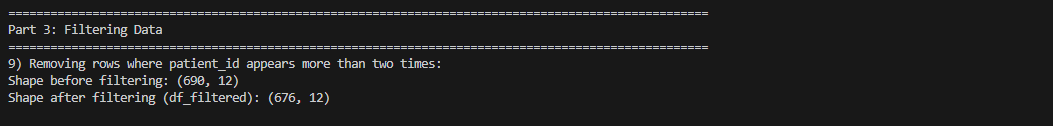 ====================================================================================================
Part 3: Filtering Data
====================================================================================================
9) Removing rows where patient_id appears more than two times:
Shape before filtering: (690, 12)
Shape after filtering (df_filtered): (676, 12)